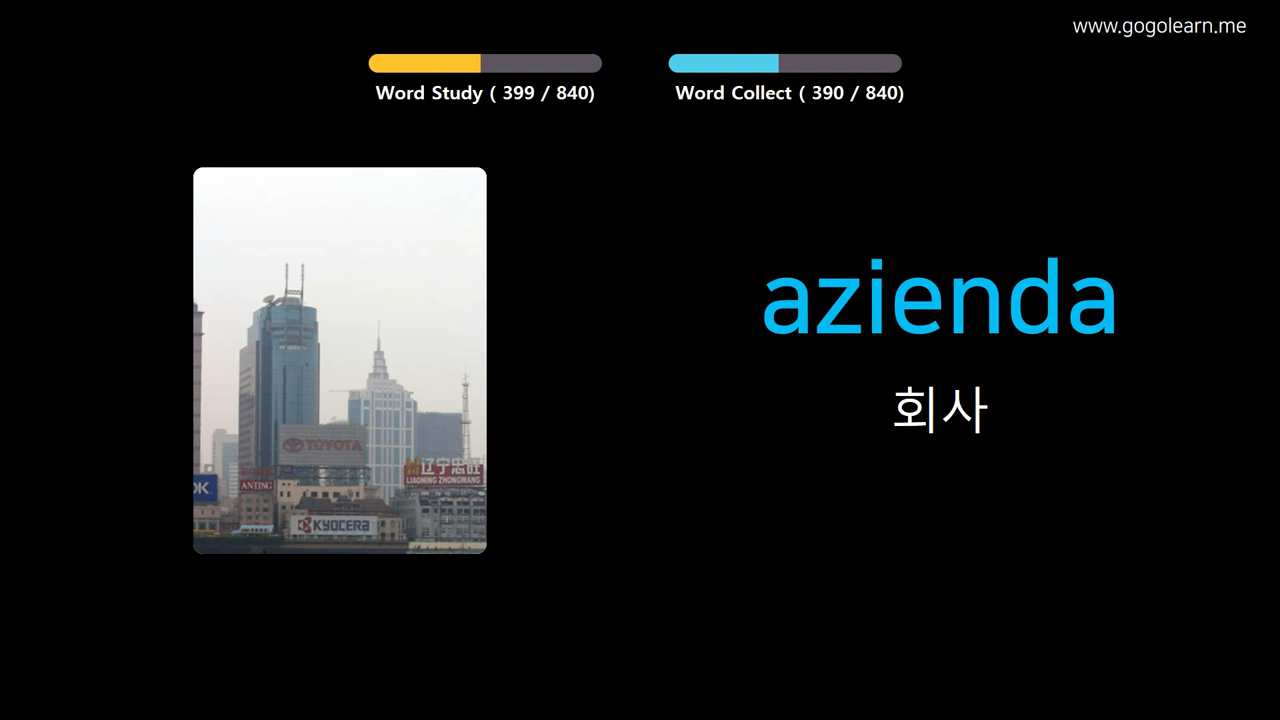 www.gogolearn.me
Word Study ( 399 / 840)
Word Collect ( 390 / 840)
azienda
회사
TOYOTA
辽宁忠旺
LIAONING ZHONGWANG
ANTING
OK
KYOCERA